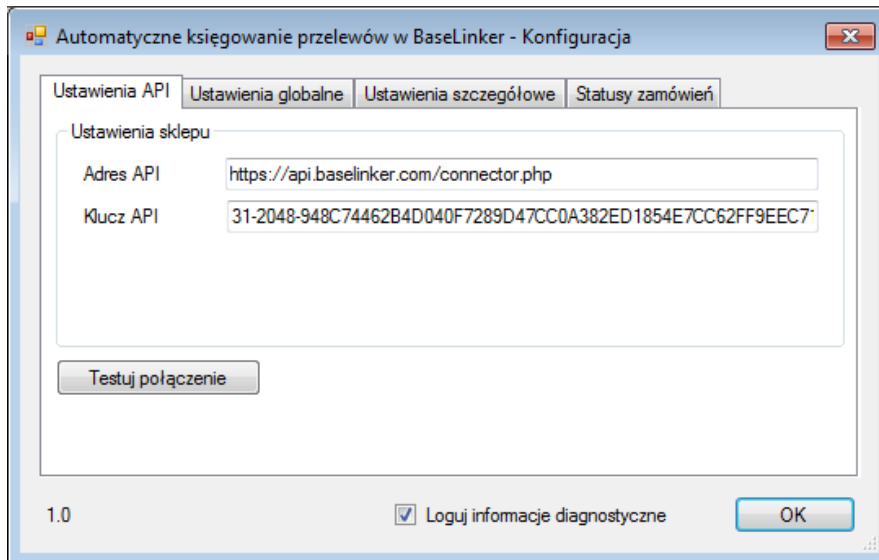 Automatyczne księgowanie przelewów w BaseLinker - Konfiguracja
Ustawienia API Ustawienia globalne Ustawienia szczegółowe Statusy zamówień
Ustawienia sklepu
Adres API https://api.baselinker.com/connector.php
Klucz API 31-2048-948C74462B4D040F7289D47CC0A382ED1854E7CC62FF9EEC71
Testuj połączenie
1.0 Loguj informacje diagnostyczne OK